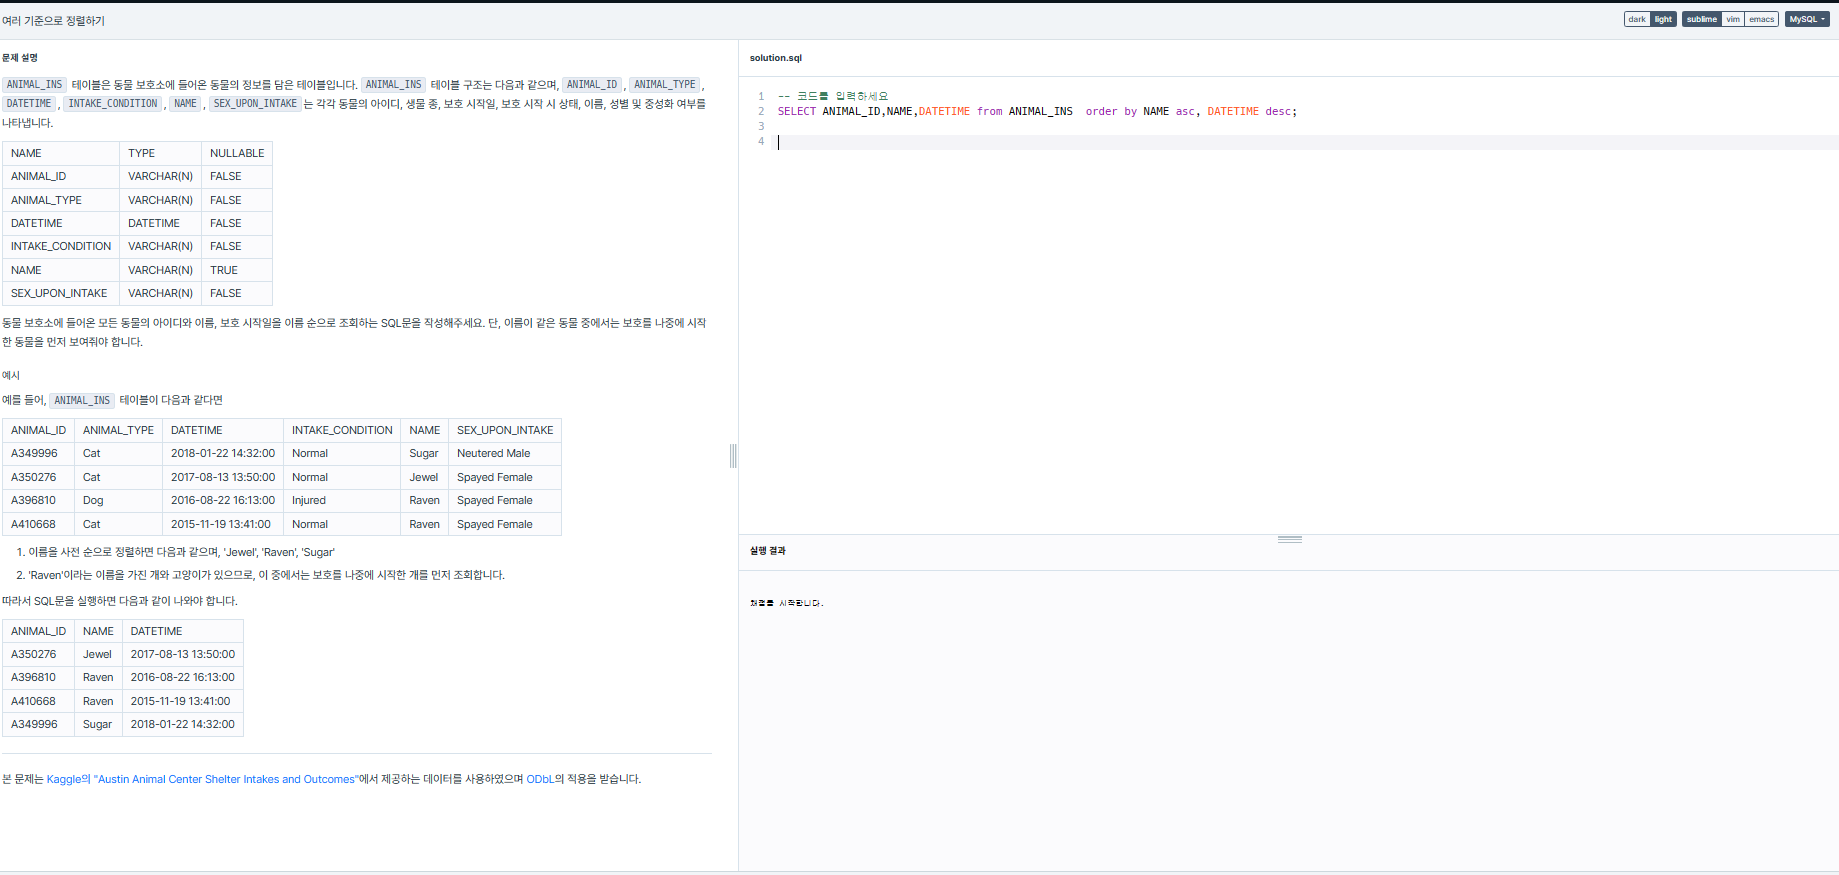 여러 기준으로 정렬하기
dark light sublime vim emacs MySQL
문제 설명
ANIMAL_INS 테이블은 동물 보호소에 들어온 동물의 정보를 담은 테이블입니다. ANIMAL_INS 테이블 구조는 다음과 같으며, ANIMAL_ID, ANIMAL_TYPE,
DATETIME, INTAKE_CONDITION, NAME, SEX_UPON_INTAKE는 각각 동물의 아이디, 생물 종, 보호 시작일, 보호 시작 시 상태, 이름, 성별 및 중성화 여부를
나타냅니다.
NAME TYPE NULLABLE
ANIMAL_ID VARCHAR(N) FALSE
ANIMAL_TYPE VARCHAR(N) FALSE
DATETIME DATETIME FALSE
INTAKE_CONDITION VARCHAR(N) FALSE
NAME VARCHAR(N) TRUE
SEX_UPON_INTAKE VARCHAR(N) FALSE
동물 보호소에 들어온 모든 동물의 아이디와 이름, 보호 시작일을 이름 순으로 조회하는 SQL문을 작성해주세요. 단, 이름이 같은 동물 중에서는 보호를 나중에 시작
한 동물을 먼저 보여줘야 합니다.
예시
예를 들어, ANIMAL_INS 테이블이 다음과 같다면
ANIMAL_ID ANIMAL_TYPE DATETIME INTAKE_CONDITION NAME SEX_UPON_INTAKE
A349996 Cat 2018-01-22 14:32:00 Normal Sugar Neutered Male
A350276 Cat 2017-08-13 13:50:00 Normal Jewel Spayed Female
A396810 Dog 2016-08-22 16:13:00 Injured Raven Spayed Female
A410668 Cat 2015-11-19 13:41:00 Normal Raven Spayed Female
1. 이름을 사전 순으로 정렬하면 다음과 같으며, 'Jewel', 'Raven', 'Sugar'
2. 'Raven'이라는 이름을 가진 개와 고양이가 있으므로, 이 중에서는 보호를 나중에 시작한 개를 먼저 조회합니다.
따라서 SQL문을 실행하면 다음과 같이 나와야 합니다.
ANIMAL_ID NAME DATETIME
A350276 Jewel 2017-08-13 13:50:00
A396810 Raven 2016-08-22 16:13:00
A410668 Raven 2015-11-19 13:41:00
A349996 Sugar 2018-01-22 14:32:00
본 문제는 Kaggle의 "Austin Animal Center Shelter Intakes and Outcomes"에서 제공하는 데이터를 사용하였으며 ODbL의 적용을 받습니다.
solution.sql
1 -- 코드를 입력하세요
2 SELECT ANIMAL_ID,NAME,DATETIME from ANIMAL_INS  order by NAME asc, DATETIME desc;
3
4
실행 결과
채점을 시작합니다.